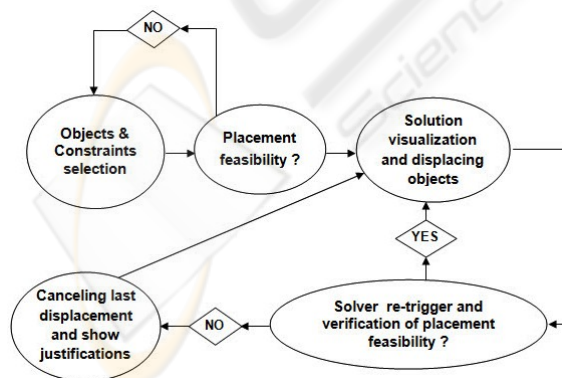 NO
Objects &
Constraints
selection
Placement
feasibility ?
Solution
visualization
and displacing
objects
YES
Canceling last
displacement
and show
justifications
NO
Solver re-trigger and
verification of placement
feasibility ?
Science